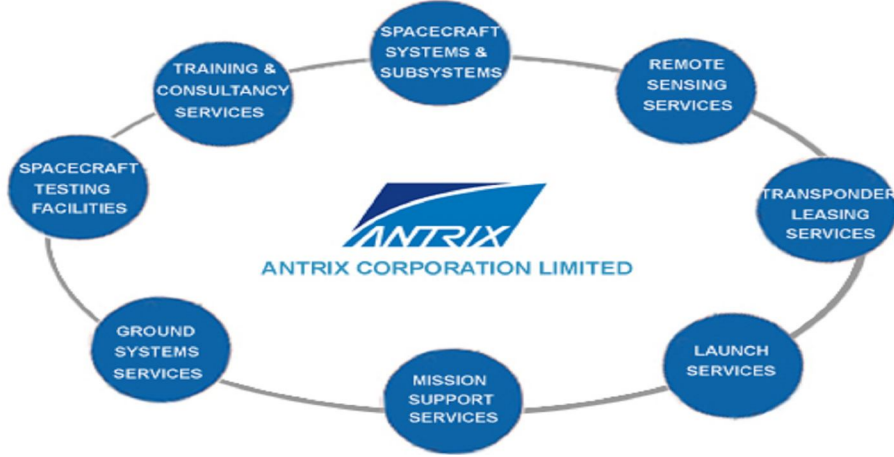 SPACECRAFT
SYSTEMS &
SUBSYSTEMS
TRAINING &
CONSULTANCY
SERVICES
REMOTE
SENSING
SERVICES
SPACECRAFT
TESTING
FACILITIES
TRANSPONDER
LEASING
SERVICES
ANTRIX
ANTRIX CORPORATION LIMITED
GROUND
SYSTEMS
SERVICES
LAUNCH
SERVICES
MISSION
SUPPORT
SERVICES